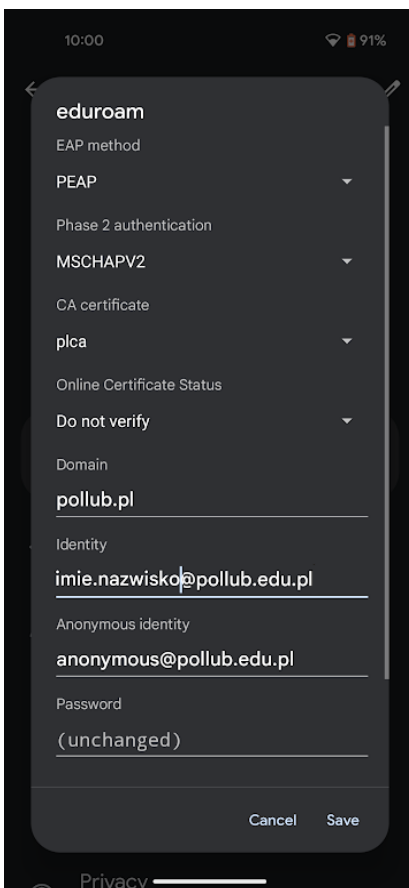 10:00 91%
eduroam
EAP method
PEAP
Phase 2 authentication
MSCHAPV2
CA certificate
plca
Online Certificate Status
Do not verify
Domain
pollub.pl
Identity
imie.nazwisko@pollub.edu.pl
Anonymous identity
anonymous@pollub.edu.pl
Password
(unchanged)
Cancel Save
Privacy